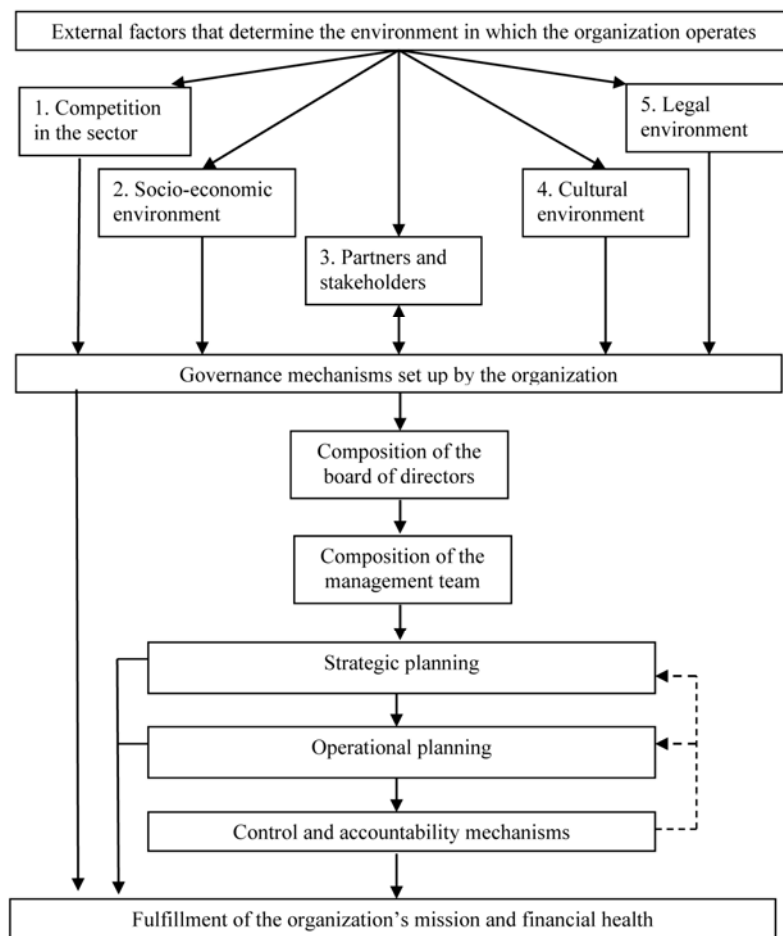 External factors that determine the environment in which the organization operates
1. Competition
in the sector
5. Legal
environment
2. Socio-economic
environment
4. Cultural
environment
3. Partners and
stakeholders
Governance mechanisms set up by the organization
Composition of the
board of directors
Composition of the
management team
Strategic planning
Operational planning
Control and accountability mechanisms
Fulfillment of the organization's mission and financial health